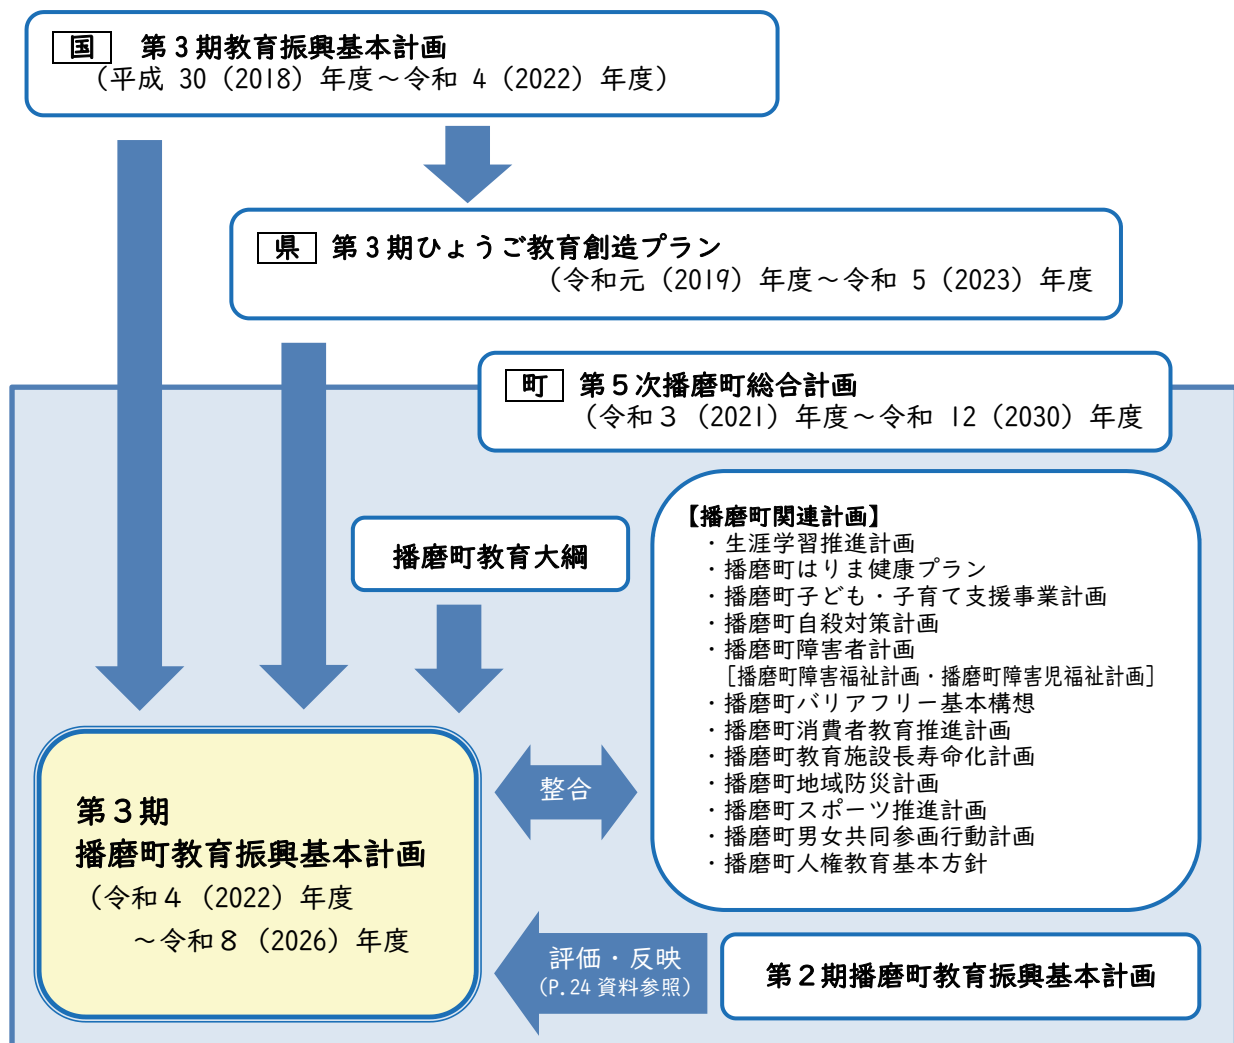 国 第3期教育振興基本計画
（平成 30（2018）年度～令和 4（2022）年度）
県 第3期ひょうご教育創造プラン
（令和元（2019）年度～令和 5（2023）年度
町 第5次播磨町総合計画
（令和3（2021）年度～令和 12（2030）年度
播磨町教育大綱
【播磨町関連計画】
・生涯学習推進計画
・播磨町はりま健康プラン
・播磨町子ども・子育て支援事業計画
・播磨町自殺対策計画
・播磨町障害者計画
［播磨町障害福祉計画・播磨町障害児福祉計画］
・播磨町バリアフリー基本構想
・播磨町消費者教育推進計画
・播磨町教育施設長寿命化計画
・播磨町地域防災計画
・播磨町スポーツ推進計画
・播磨町男女共同参画行動計画
・播磨町人権教育基本方針
整合
第3期
播磨町教育振興基本計画
（令和4（2022）年度
～令和8（2026）年度
評価・反映
（P.24 資料参照）
第2期播磨町教育振興基本計画